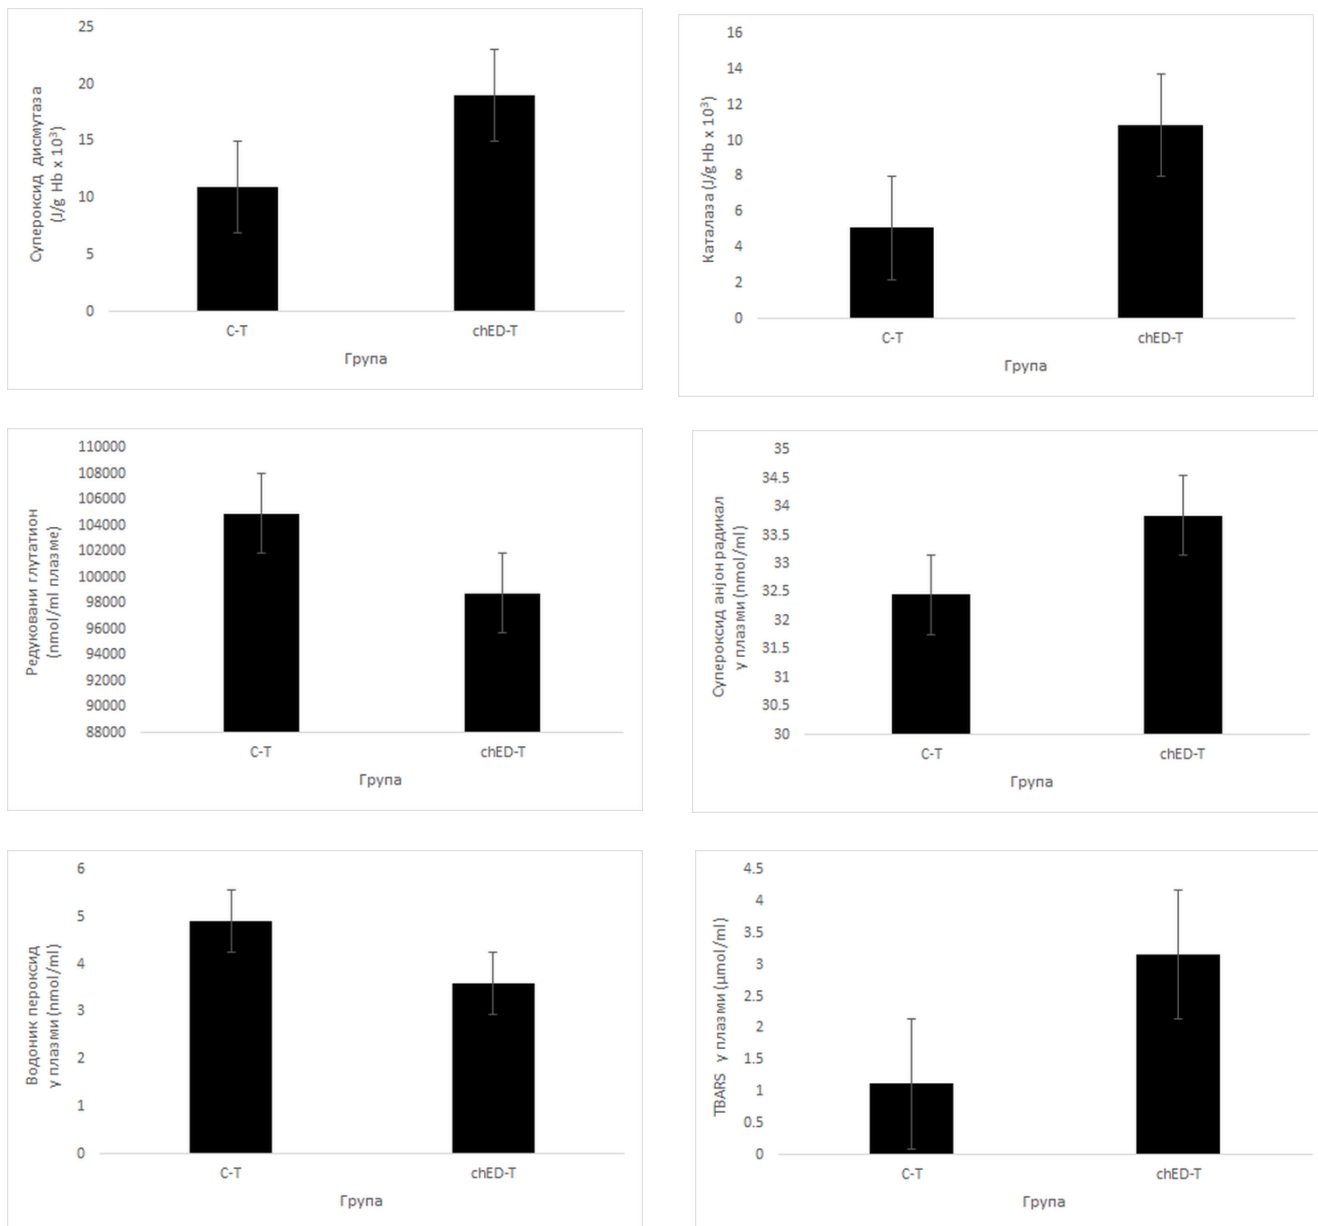 Супероксид дисмутаза
(J/g Hb x 10³)
25
20
15
10
5
0
C-T
chED-T
Група
Каталаза (J/g Hb x 10³)
16
14
12
10
8
6
4
2
0
C-T
chED-T
Група
Редуковани глутатион
(nmol/ml плазме)
110000
108000
106000
104000
102000
100000
98000
96000
94000
92000
90000
88000
C-T
chED-T
Група
Супероксид анјон радикал
у плазми (nmol/ml)
35
34.5
34
33.5
33
32.5
32
31.5
31
30.5
30
C-T
chED-T
Група
Водоник пероксид
у плазми (nmol/ml)
6
5
4
3
2
1
0
C-T
chED-T
Група
TBARS у плазми (µmol/ml)
4.5
4
3.5
3
2.5
2
1.5
1
0.5
0
C-T
chED-T
Група